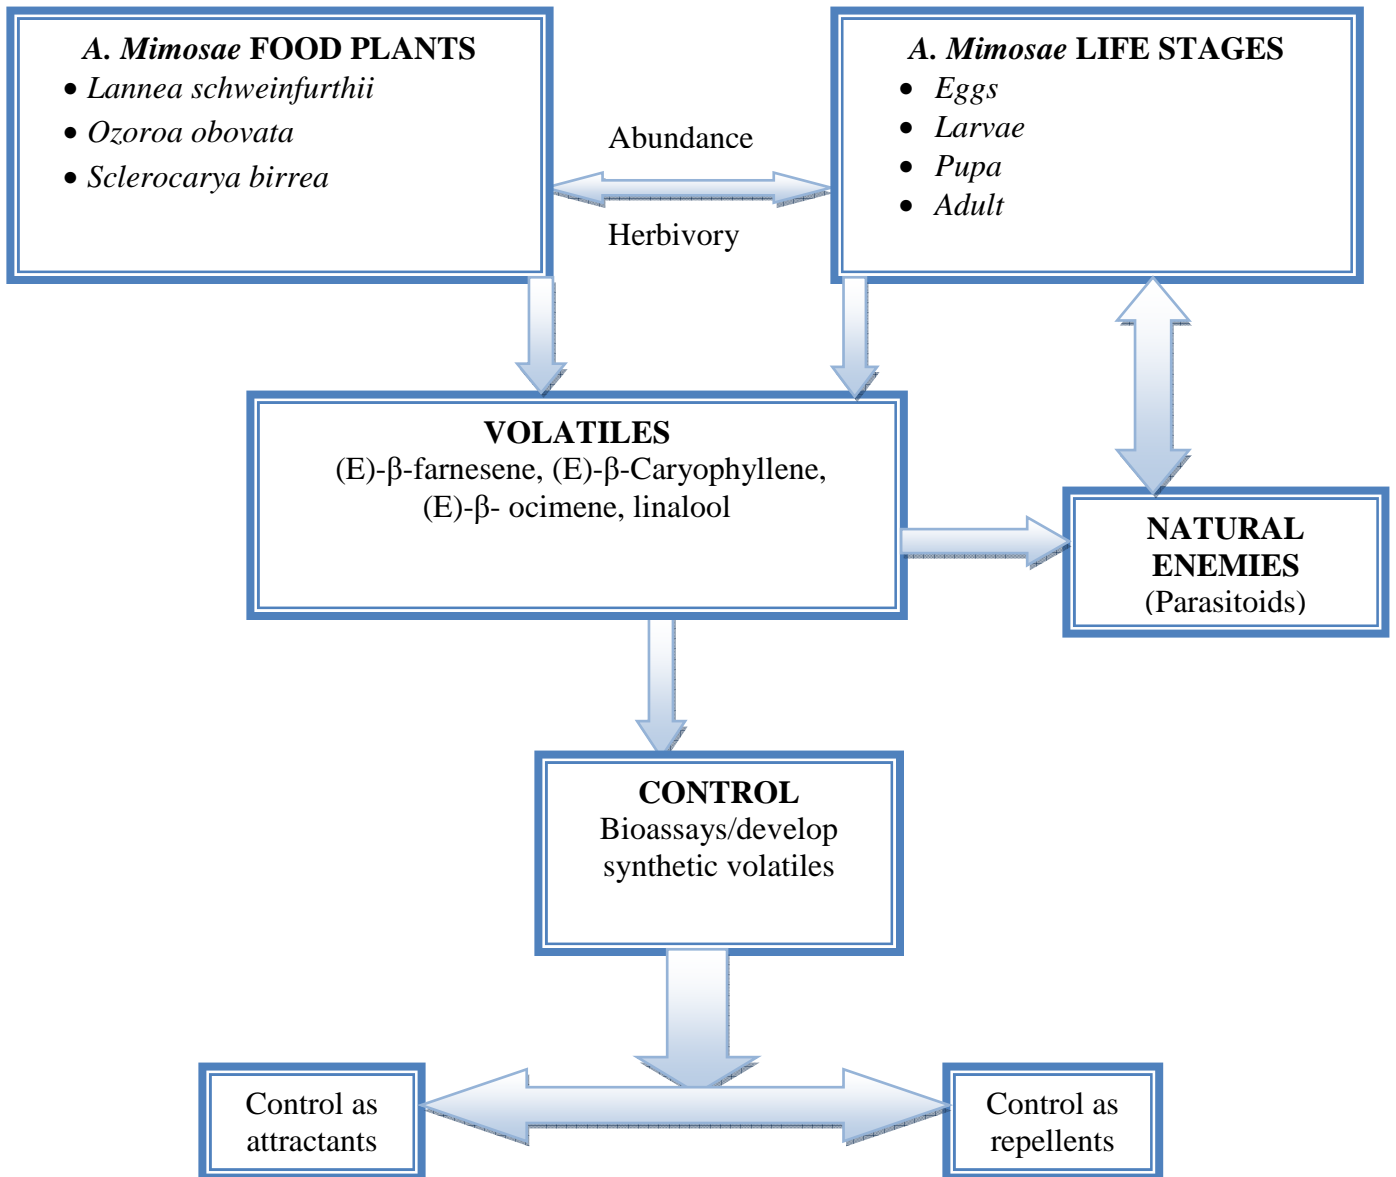 A. Mimosae FOOD PLANTS
• Lannea schweinfurthii
• Ozoroa obovata
• Sclerocarya birrea
Abundance
Herbivory
A. Mimosae LIFE STAGES
• Eggs
• Larvae
• Pupa
• Adult
VOLATILES
(E)-β-farnesene, (E)-β-Caryophyllene,
(E)-β- ocimene, linalool
NATURAL
ENEMIES
(Parasitoids)
CONTROL
Bioassays/develop
synthetic volatiles
Control as
attractants
Control as
repellents